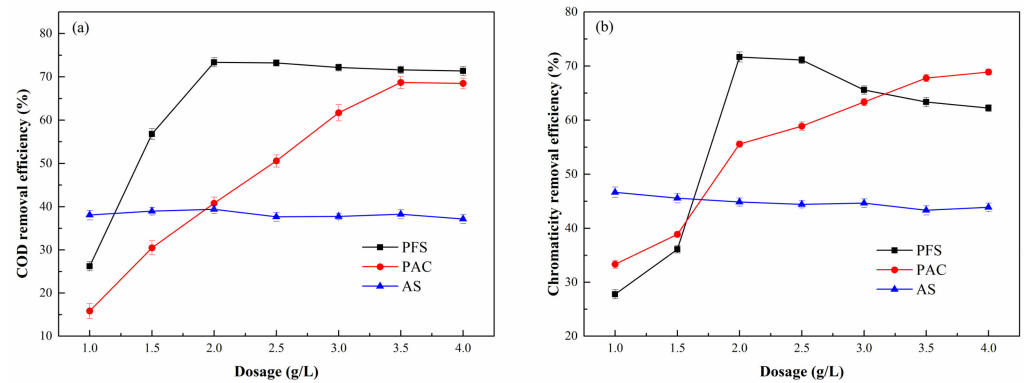 (a)
COD removal efficiency (%)
80
70
60
50
40
30
20
10
PFS
PAC
AS
1.0 1.5 2.0 2.5 3.0 3.5 4.0
Dosage (g/L)
(b)
Chromaticity removal efficiency (%)
80
70
60
50
40
30
20
PFS
PAC
AS
1.0 1.5 2.0 2.5 3.0 3.5 4.0
Dosage (g/L)